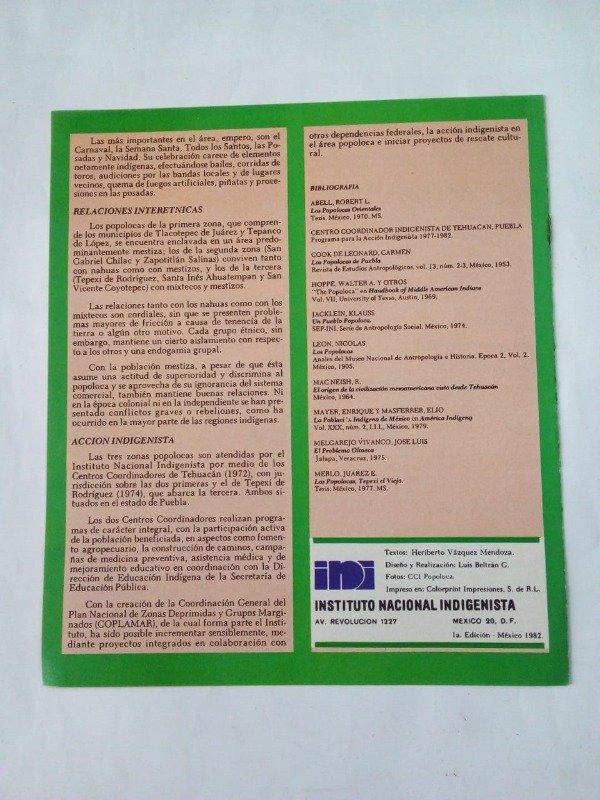 Las más importantes en el área, empero, son el
Carnaval, la Semana Santa, Todos los Santos, las Po-
sadas y Navidad. Su celebración carece de elementos
netamente indígenas, efectuándose bailes, corridas de
toros, audiciones por las bandas locales y de lugares
vecinos, quema de fuegos artificiales, piñatas y proce-
siones en las posadas.
RELACIONES INTERETNICAS
Los popolocas de la primera zona, que compren-
de los municipios de Tlacotepec de Juárez y Tepanco
de López, se encuentra enclavada en un área predo-
minantemente mestiza; los de la segunda zona (San
Gabriel Chilac y Zapotitlán Salinas) conviven tanto
con nahuas como con mestizos, y los de la tercera
(Tepexi de Rodríguez, Santa Inés Ahuatempan y San
Vicente Coyotepec) con mixtecos y mestizos.
Las relaciones tanto con los nahuas como con los
mixtecos son cordiales, sin que se presenten proble-
mas mayores de fricción a causa de tenencia de la
tierra o algún otro motivo. Cada grupo étnico, sin
embargo, mantiene un cierto aislamiento con respec-
to a los otros y una endogamia grupal.
Con la población mestiza, a pesar de que ésta
asume una actitud de superioridad y discrimina al
popoloca y se aprovecha de su ignorancia del sistema
comercial, también mantiene buenas relaciones. Ni
en la época colonial ni en la independiente se han pre-
sentado conflictos graves o rebeliones, como ha
ocurrido en la mayor parte de las regiones indígenas.
ACCION INDIGENISTA
Las tres zonas popolocas son atendidas por el
Instituto Nacional Indigenista por medio de los
Centros Coordinadores de Tehuacán (1972), con ju-
risdicción sobre las dos primeras y el de Tepexi de
Rodríguez (1974), que abarca la tercera. Ambos si-
tuados en el estado de Puebla.
Los dos Centros Coordinadores realizan progra-
mas de carácter integral, con la participación activa
de la población beneficiada, en aspectos como fomen-
to agropecuario, la construcción de caminos, campa-
ñas de medicina preventiva, asistencia médica y de
mejoramiento educativo en coordinación con la Di-
rección de Educación Indígena de la Secretaría de
Educación Pública.
Con la creación de la Coordinación General del
Plan Nacional de Zonas Deprimidas y Grupos Margi-
nados (COPLAMAR), de la cual forma parte el Insti-
tuto, ha sido posible incrementar sensiblemente, me-
diante proyectos integrados en colaboración con
otras dependencias federales, la acción indigenista en
el área popoloca e iniciar proyectos de rescate cultu-
ral.
BIBLIOGRAFIA
ABELL, ROBERT L.
Los Popolocas Orientales
Tesis. México, 1970. MS.
CENTRO COORDINADOR INDIGENISTA DE TEHUACAN, PUEBLA
Programa para la Acción Indigenista 1977-1982.
COOK DE LEONARD, CARMEN
Los Popolocas de Puebla
Revista de Estudios Antropológicos. vol. 13, núm. 2-3, México, 1953.
HOPPE, WALTER A. Y OTROS
"The Popoloca" en Handbook of Middle American Indians
Vol. VII, University of Texas, Austin, 1969.
JACKLEIN, KLAUSS
Un Pueblo Popoloca.
SEP-INI. Serie de Antropología Social. México, 1974.
LEON, NICOLAS
Los Popolocas
Anales del Museo Nacional de Antropología e Historia. Epoca 2, Vol. 2.
México, 1905.
MAC NEISH, R.
El origen de la civilización mesoamericana visto desde Tehuacán
México, 1964.
MAYER, ENRIQUE Y MASFERRER, ELIO
La Poblaci's Indígena de México en América Indígena
Vol. XXX, núm. 2, I.I.I., México, 1979.
MELGAREJO VIVANCO, JOSE LUIS
El Problema Olmeca
Jalapa, Veracruz, 1975.
MERLO, JUAREZ E.
Los Popolocas, Tepexi el Viejo.
Tesis. México, 1977. MS.
ini
Textos: Heriberto Vázquez Mendoza.
Diseño y Realización: Luis Beltrán G.
Fotos: CCI Popoloca.
Impreso en: Colorprint Impresiones, S. de R.L.
INSTITUTO NACIONAL INDIGENISTA
AV. REVOLUCION 1227 MEXICO 20, D. F.
1a. Edición - México 1982.